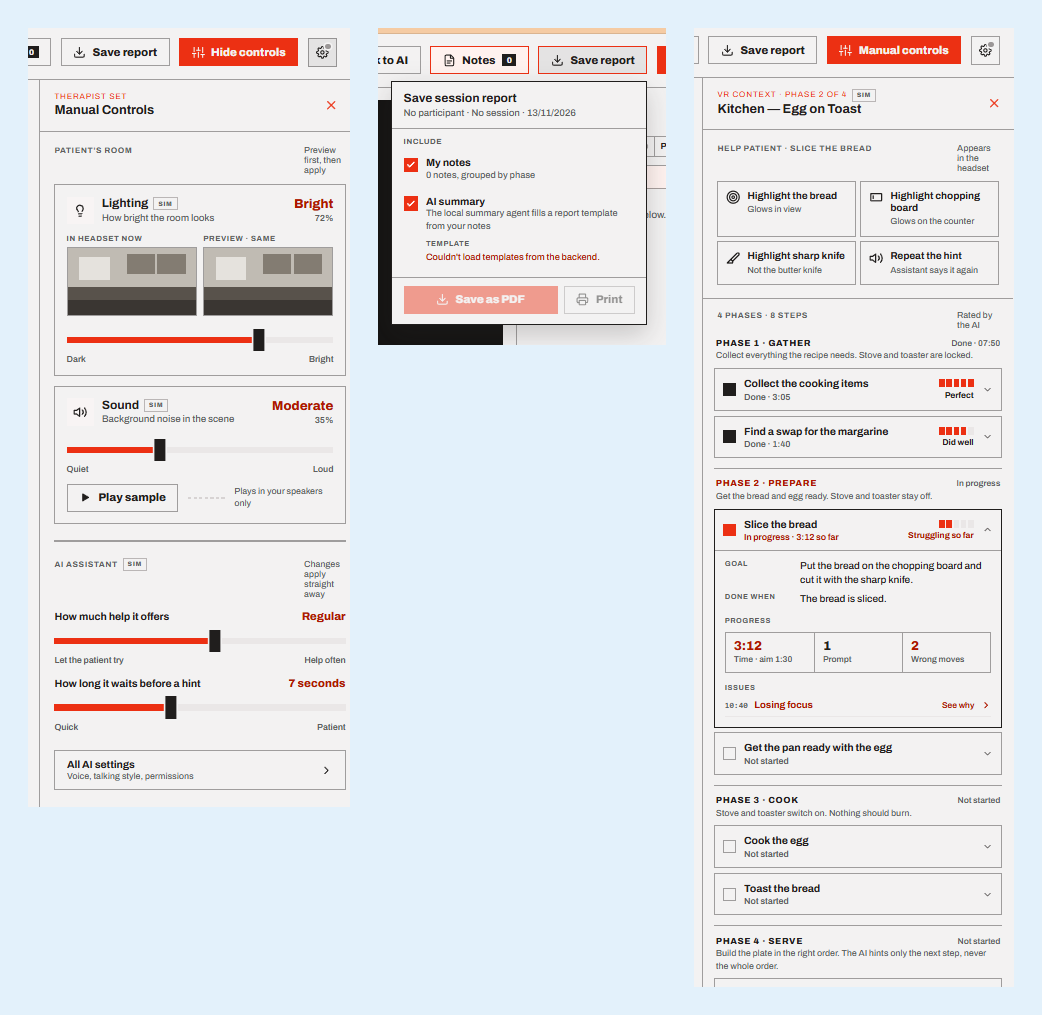 0
Save report
Hide controls
THERAPIST SET
Manual Controls
PATIENT'S ROOM
Preview
first, then
apply
Lighting SIM
Bright
How bright the room looks
72%
IN HEADSET NOW
PREVIEW · SAME
Dark
Bright
Sound SIM
Moderate
Background noise in the scene
35%
Quiet
Loud
Play sample
Plays in your speakers
only
AI ASSISTANT SIM
Changes
apply
straight
away
How much help it offers
Regular
Let the patient try
Help often
How long it waits before a hint
7 seconds
Quick
Patient
All AI settings
Voice, talking style, permissions
k to AI
Notes 0
Save report
Save session report
No participant · No session · 13/11/2026
INCLUDE
My notes
0 notes, grouped by phase
AI summary
The local summary agent fills a report template
from your notes
TEMPLATE
Couldn't load templates from the backend.
Save as PDF
Print
P
elow.
Save report
Manual controls
VR CONTEXT · PHASE 2 OF 4 SIM
Kitchen — Egg on Toast
HELP PATIENT · SLICE THE BREAD
Appears
in the
headset
Highlight the bread
Glows in view
Highlight chopping
board
Glows on the counter
Highlight sharp knife
Not the butter knife
Repeat the hint
Assistant says it again
4 PHASES · 8 STEPS
Rated by
the AI
PHASE 1 · GATHER
Done · 07:50
Collect everything the recipe needs. Stove and toaster are locked.
Collect the cooking items
Done · 3:05
Perfect
Find a swap for the margarine
Done · 1:40
Did well
PHASE 2 · PREPARE
In progress
Get the bread and egg ready. Stove and toaster stay off.
Slice the bread
In progress · 3:12 so far
Struggling so far
GOAL
Put the bread on the chopping board and
cut it with the sharp knife.
DONE WHEN
The bread is sliced.
PROGRESS
3:12
Time · aim 1:30
1
Prompt
2
Wrong moves
ISSUES
10:40 Losing focus
See why
Get the pan ready with the egg
Not started
PHASE 3 · COOK
Not started
Stove and toaster switch on. Nothing should burn.
Cook the egg
Not started
Toast the bread
Not started
PHASE 4 · SERVE
Not started
Build the plate in the right order. The AI hints only the next step, never
the whole order.